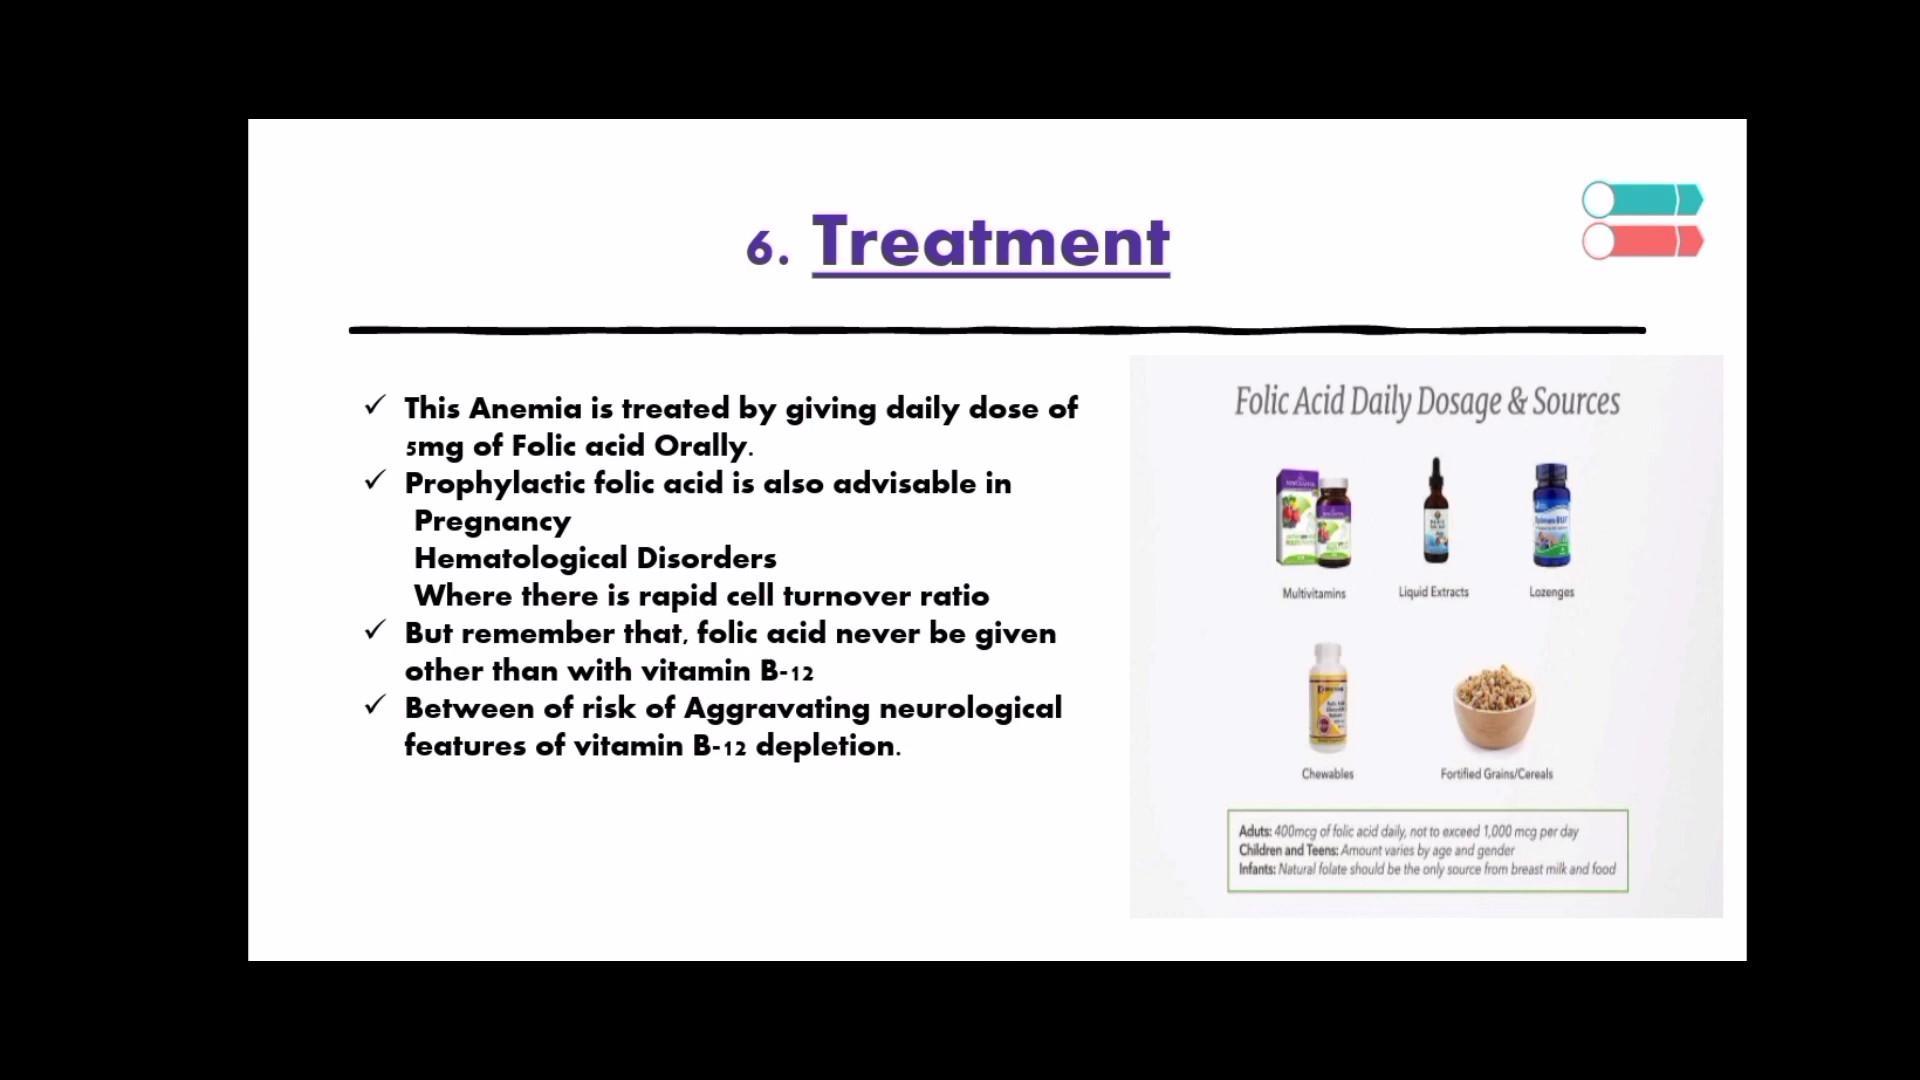 6. Treatment
✓ This Anemia is treated by giving daily dose of
5mg of Folic acid Orally.
✓ Prophylactic folic acid is also advisable in
Pregnancy
Hematological Disorders
Where there is rapid cell turnover ratio
✓ But remember that, folic acid never be given
other than with vitamin B-12
✓ Between of risk of Aggravating neurological
features of vitamin B-12 depletion.
Folic Acid Daily Dosage & Sources
Multivitamins
Liquid Extracts
Lozenges
Chewables
Fortified Grains/Cereals
Aduts: 400mcg of folic acid daily, not to exceed 1,000 mcg per day
Children and Teens: Amount varies by age and gender
Infants: Natural folate should be the only source from breast milk and food